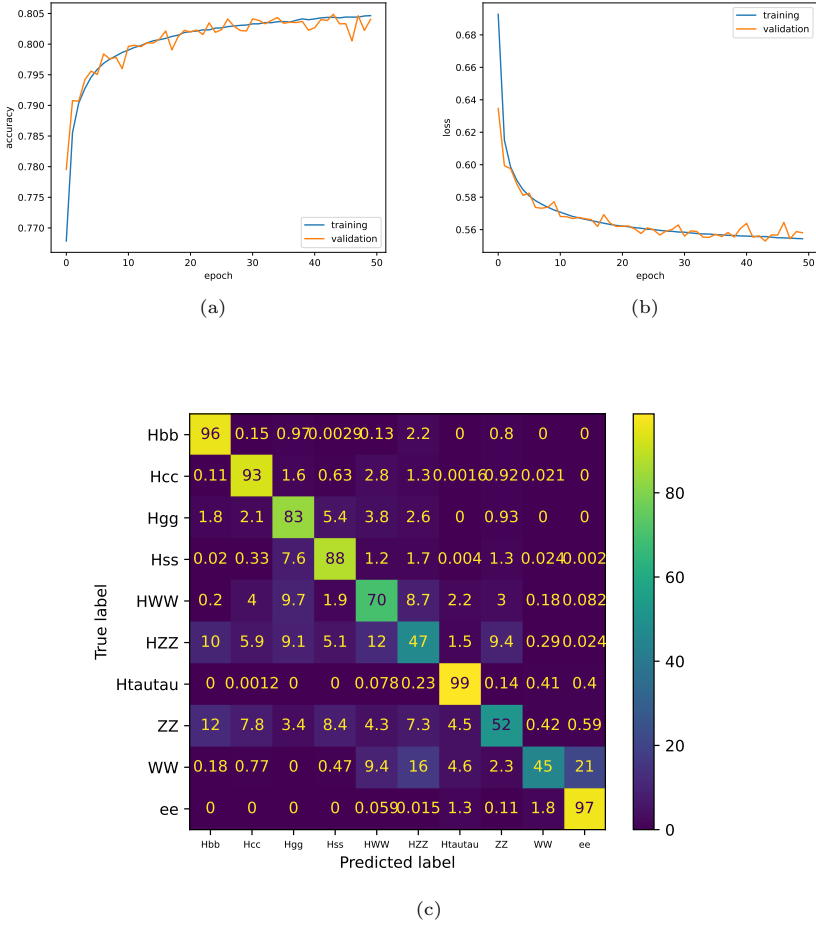 0.805
0.800
0.795
0.790
0.785
0.780
0.775
0.770
accuracy
0 10 20 30 40 50
epoch
training
validation
(a)
0.68
0.66
0.64
0.62
0.60
0.58
0.56
loss
0 10 20 30 40 50
epoch
training
validation
(b)
True label
Hbb 96 0.15 0.97 0.0029 0.13 2.2 0 0.8 0 0
Hcc 0.11 93 1.6 0.63 2.8 1.3 0.0016 0.92 0.021 0
Hgg 1.8 2.1 83 5.4 3.8 2.6 0 0.93 0 0
Hss 0.02 0.33 7.6 88 1.2 1.7 0.004 1.3 0.024 0.002
HWW 0.2 4 9.7 1.9 70 8.7 2.2 3 0.18 0.082
HZZ 10 5.9 9.1 5.1 12 47 1.5 9.4 0.29 0.024
Htautau 0 0.0012 0 0 0.078 0.23 99 0.14 0.41 0.4
ZZ 12 7.8 3.4 8.4 4.3 7.3 4.5 52 0.42 0.59
WW 0.18 0.77 0 0.47 9.4 16 4.6 2.3 45 21
ee 0 0 0 0 0.059 0.015 1.3 0.11 1.8 97
Hbb Hcc Hgg Hss HWW HZZ Htautau ZZ WW ee
Predicted label
80
60
40
20
0
(c)